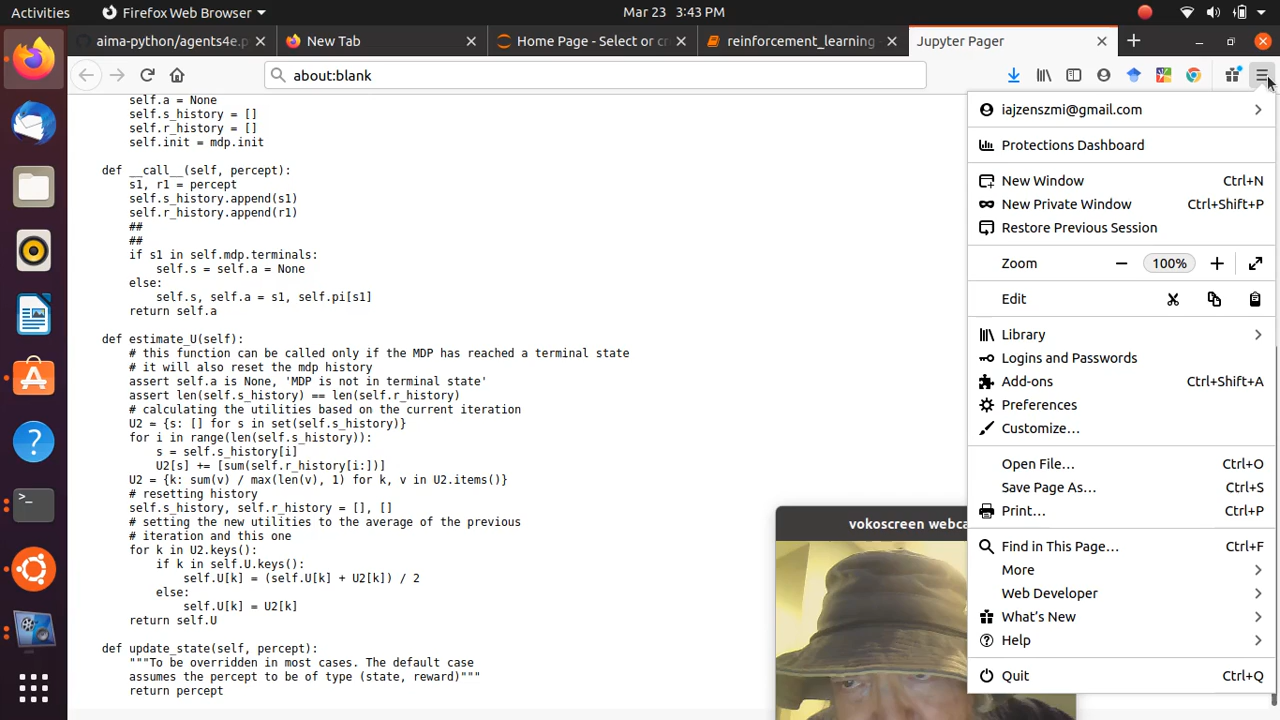 Activities
Firefox Web Browser
Mar 23 3:43 PM
aima-python/agents4e.p
New Tab
Home Page - Select or cr
reinforcement_learning
Jupyter Pager
about:blank
self.a = None
self.s_history = []
self.r_history = []
self.init = mdp.init
def __call__(self, percept):
s1, r1 = percept
self.s_history.append(s1)
self.r_history.append(r1)
##
##
if s1 in self.mdp.terminals:
self.s = self.a = None
else:
self.s, self.a = s1, self.pi[s1]
return self.a
def estimate_U(self):
# this function can be called only if the MDP has reached a terminal state
# it will also reset the mdp history
assert self.a is None, 'MDP is not in terminal state'
assert len(self.s_history) == len(self.r_history)
# calculating the utilities based on the current iteration
U2 = {s: [] for s in set(self.s_history)}
for i in range(len(self.s_history)):
s = self.s_history[i]
U2[s] += [sum(self.r_history[i:])]
U2 = {k: sum(v) / max(len(v), 1) for k, v in U2.items()}
# resetting history
self.s_history, self.r_history = [], []
# setting the new utilities to the average of the previous
# iteration and this one
for k in U2.keys():
if k in self.U.keys():
self.U[k] = (self.U[k] + U2[k]) / 2
else:
self.U[k] = U2[k]
return self.U
def update_state(self, percept):
"""To be overridden in most cases. The default case
assumes the percept to be of type (state, reward)"""
return percept
vokoscreen webca
iajzenszmi@gmail.com
Protections Dashboard
New Window Ctrl+N
New Private Window Ctrl+Shift+P
Restore Previous Session
Zoom 100%
Edit
Library
Logins and Passwords
Add-ons Ctrl+Shift+A
Preferences
Customize…
Open File… Ctrl+O
Save Page As… Ctrl+S
Print… Ctrl+P
Find in This Page… Ctrl+F
More
Web Developer
What's New
Help
Quit Ctrl+Q